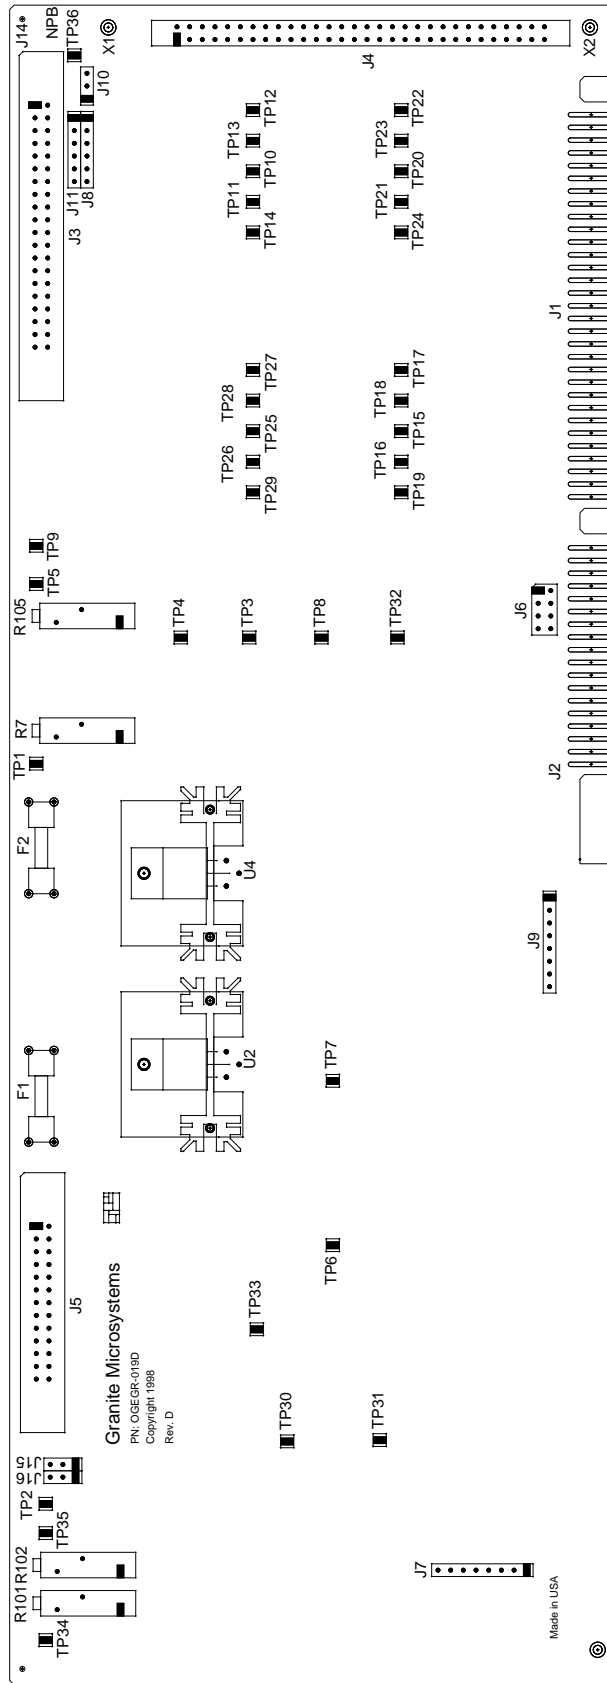 J14
NPB
TP36
X1
J10
J11
J8
J3
J4
X2
TP12
TP13
TP10
TP11
TP14
TP22
TP23
TP20
TP21
TP24
J1
TP27
TP28
TP25
TP26
TP29
TP17
TP18
TP15
TP16
TP19
TP9
TP5
R105
TP4
TP3
TP8
TP32
J6
R7
TP1
J2
F2
U4
J9
F1
U2
TP7
J5
Granite Microsystems
PN: OGEGR-019D
Copyright 1998
Rev. D
TP6
TP33
TP30
TP31
J15
J16
TP2
TP35
R102
R101
TP34
J7
Made in USA